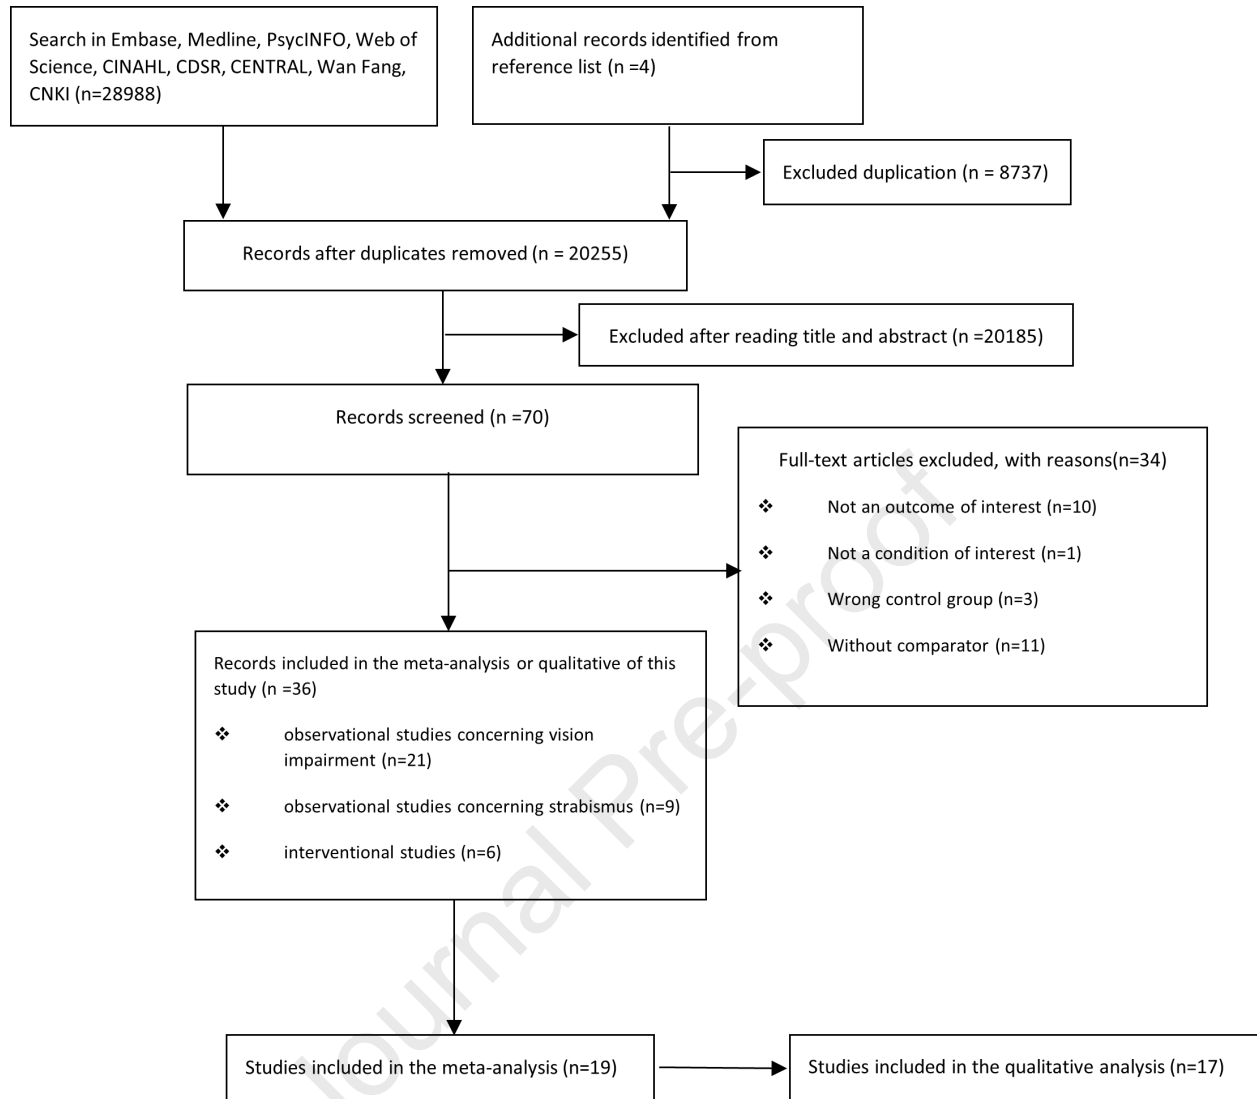 Search in Embase, Medline, PsycINFO, Web of
Science, CINAHL, CDSR, CENTRAL, Wan Fang,
CNKI (n=28988)
Additional records identified from
reference list (n =4)
Excluded duplication (n = 8737)
Records after duplicates removed (n = 20255)
Excluded after reading title and abstract (n =20185)
Records screened (n =70)
Full-text articles excluded, with reasons(n=34)
❖ Not an outcome of interest (n=10)
❖ Not a condition of interest (n=1)
❖ Wrong control group (n=3)
❖ Without comparator (n=11)
Records included in the meta-analysis or qualitative of this
study (n =36)
❖ observational studies concerning vision
impairment (n=21)
❖ observational studies concerning strabismus (n=9)
❖ interventional studies (n=6)
Studies included in the meta-analysis (n=19)
Studies included in the qualitative analysis (n=17)
Journal Pre-proof